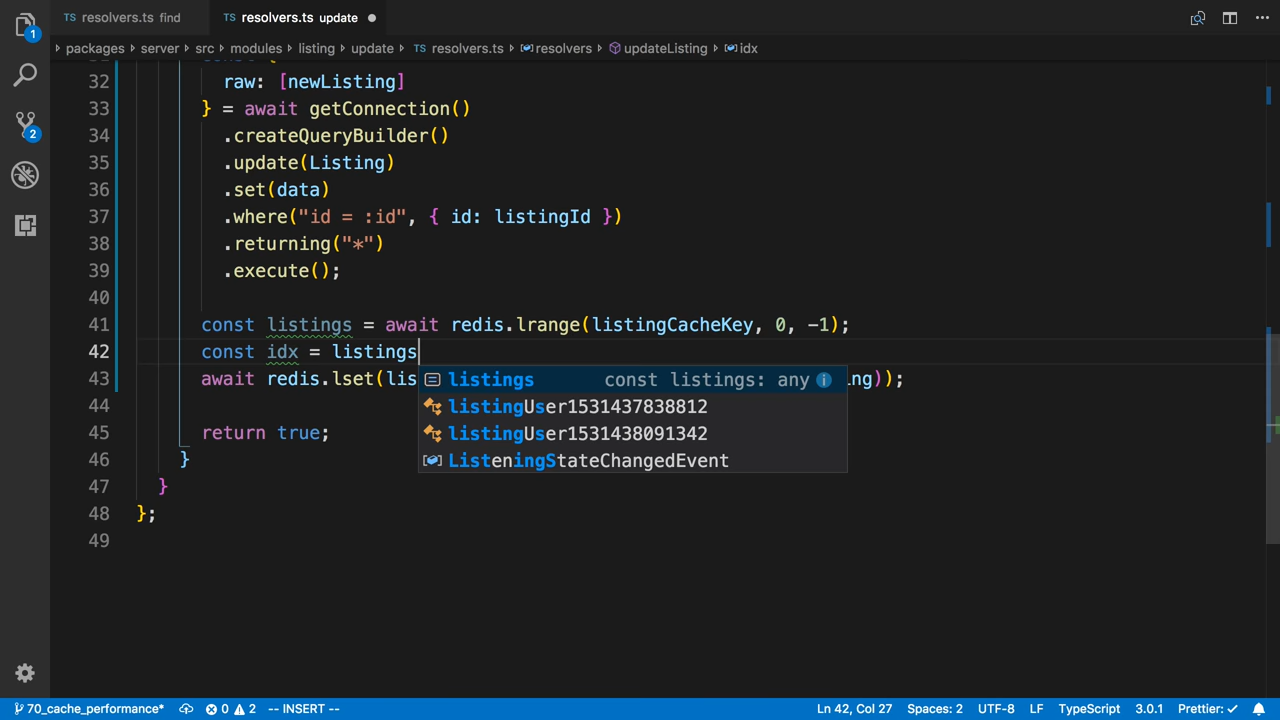 TS resolvers.ts find
TS resolvers.ts update
1
packages server src modules listing update TS resolvers.ts resolvers updateListing idx
32 raw: [newListing]
33 } = await getConnection()
34 .createQueryBuilder()
35 .update(Listing)
36 .set(data)
37 .where("id = :id", { id: listingId })
38 .returning("*")
39 .execute();
40
41 const listings = await redis.lrange(listingCacheKey, 0, -1);
42 const idx = listings
43 await redis.lset(lis ing));
listings const listings: any
listingUser1531437838812
listingUser1531438091342
ListeningStateChangedEvent
44
45 return true;
46 }
47 }
48 };
49
2
70_cache_performance* 0 2 -- INSERT -- Ln 42, Col 27 Spaces: 2 UTF-8 LF TypeScript 3.0.1 Prettier: ✓